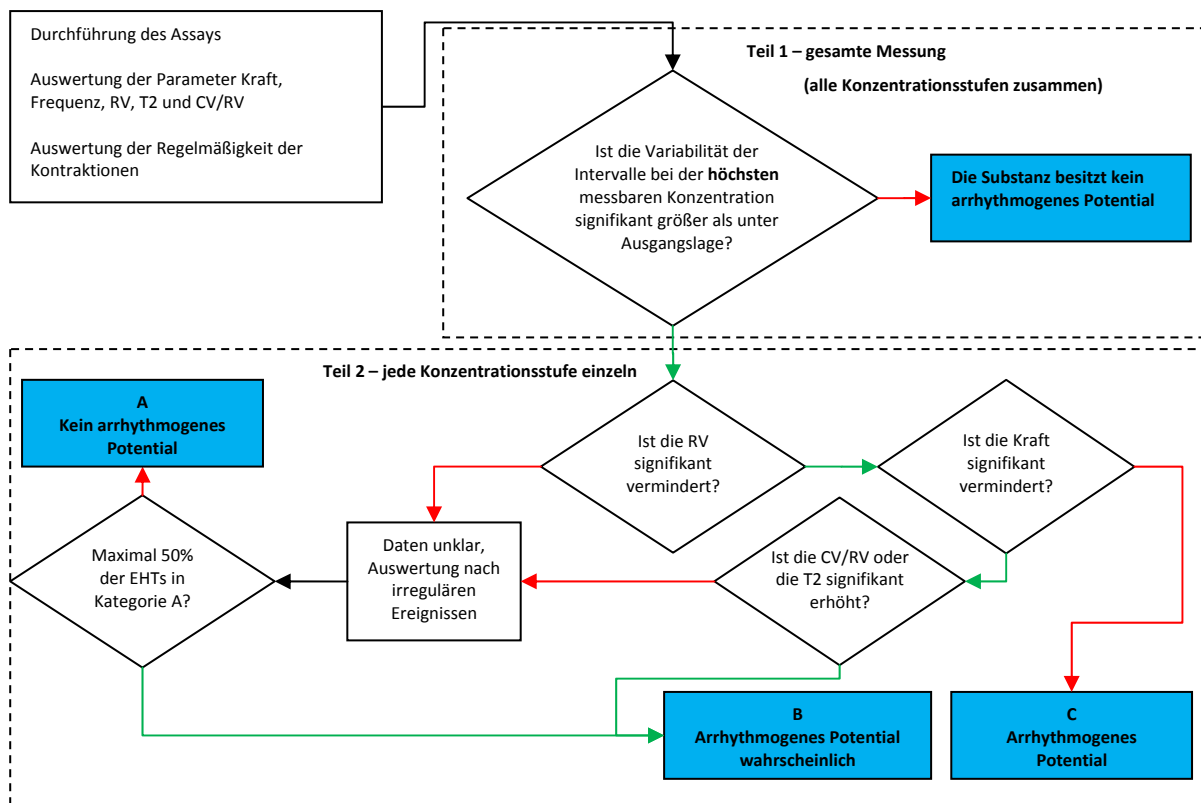 Durchführung des Assays
Auswertung der Parameter Kraft,
Frequenz, RV, T2 und CV/RV
Auswertung der Regelmäßigkeit der
Kontraktionen
Teil 1 – gesamte Messung
(alle Konzentrationsstufen zusammen)
Ist die Variabilität der
Intervalle bei der höchsten
messbaren Konzentration
signifikant größer als unter
Ausgangslage?
Die Substanz besitzt kein
arrhythmogenes Potential
Teil 2 – jede Konzentrationsstufe einzeln
A
Kein arrhythmogenes
Potential
Ist die RV
signifikant
vermindert?
Ist die Kraft
signifikant
vermindert?
Maximal 50%
der EHTs in
Kategorie A?
Daten unklar,
Auswertung nach
irregulären
Ereignissen
Ist die CV/RV oder
die T2 signifikant
erhöht?
B
Arrhythmogenes Potential
wahrscheinlich
C
Arrhythmogenes
Potential